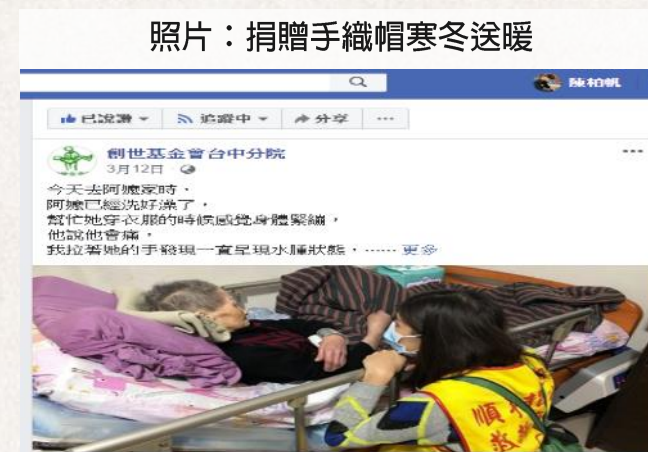 照片：捐贈手織帽寒冬送暖
陳柏帆
已說讚
追蹤中
分享
創世基金會台中分院
3月12日
今天去阿嬤家時，
阿嬤已經洗好澡了，
幫忙她穿衣服的時候感覺身體緊繃，
他說他會痛，
我拉著她的手發現一直呈現水腫狀態，⋯⋯ 更多
順